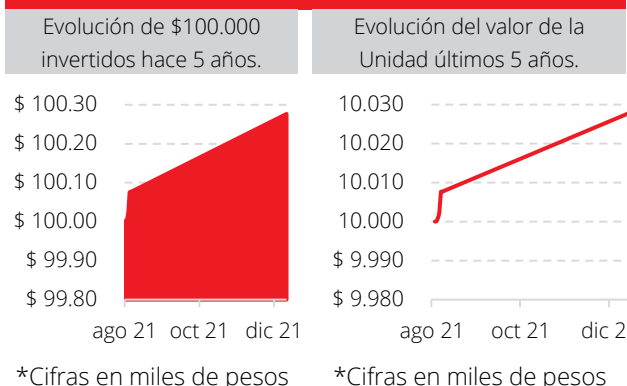 Evolución de $100.000
invertidos hace 5 años.
$ 100.30
$ 100.20
$ 100.10
$ 100.00
$ 99.90
$ 99.80
ago 21 oct 21 dic 21
*Cifras en miles de pesos
Evolución del valor de la
Unidad últimos 5 años.
10.030
10.020
10.010
10.000
$ 9.990
$ 9.980
ago 21 oct 21 dic 2
*Cifras en miles de pesos